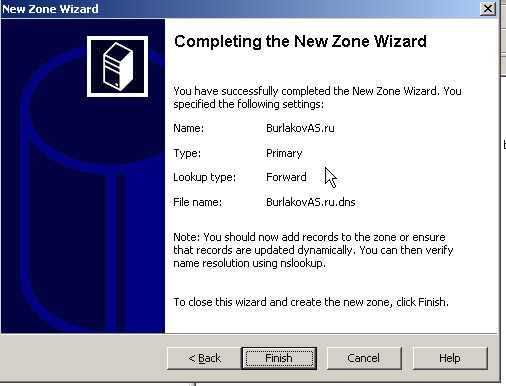 New Zone Wizard
Completing the New Zone Wizard
You have successfully completed the New Zone Wizard. You
specified the following settings:
Name: BurlakovAS.ru
Type: Primary
Lookup type: Forward
File name: BurlakovAS.ru.dns
Note: You should now add records to the zone or ensure
that records are updated dynamically. You can then verify
name resolution using nslookup.
To close this wizard and create the new zone, click Finish.
< Back Finish Cancel Help